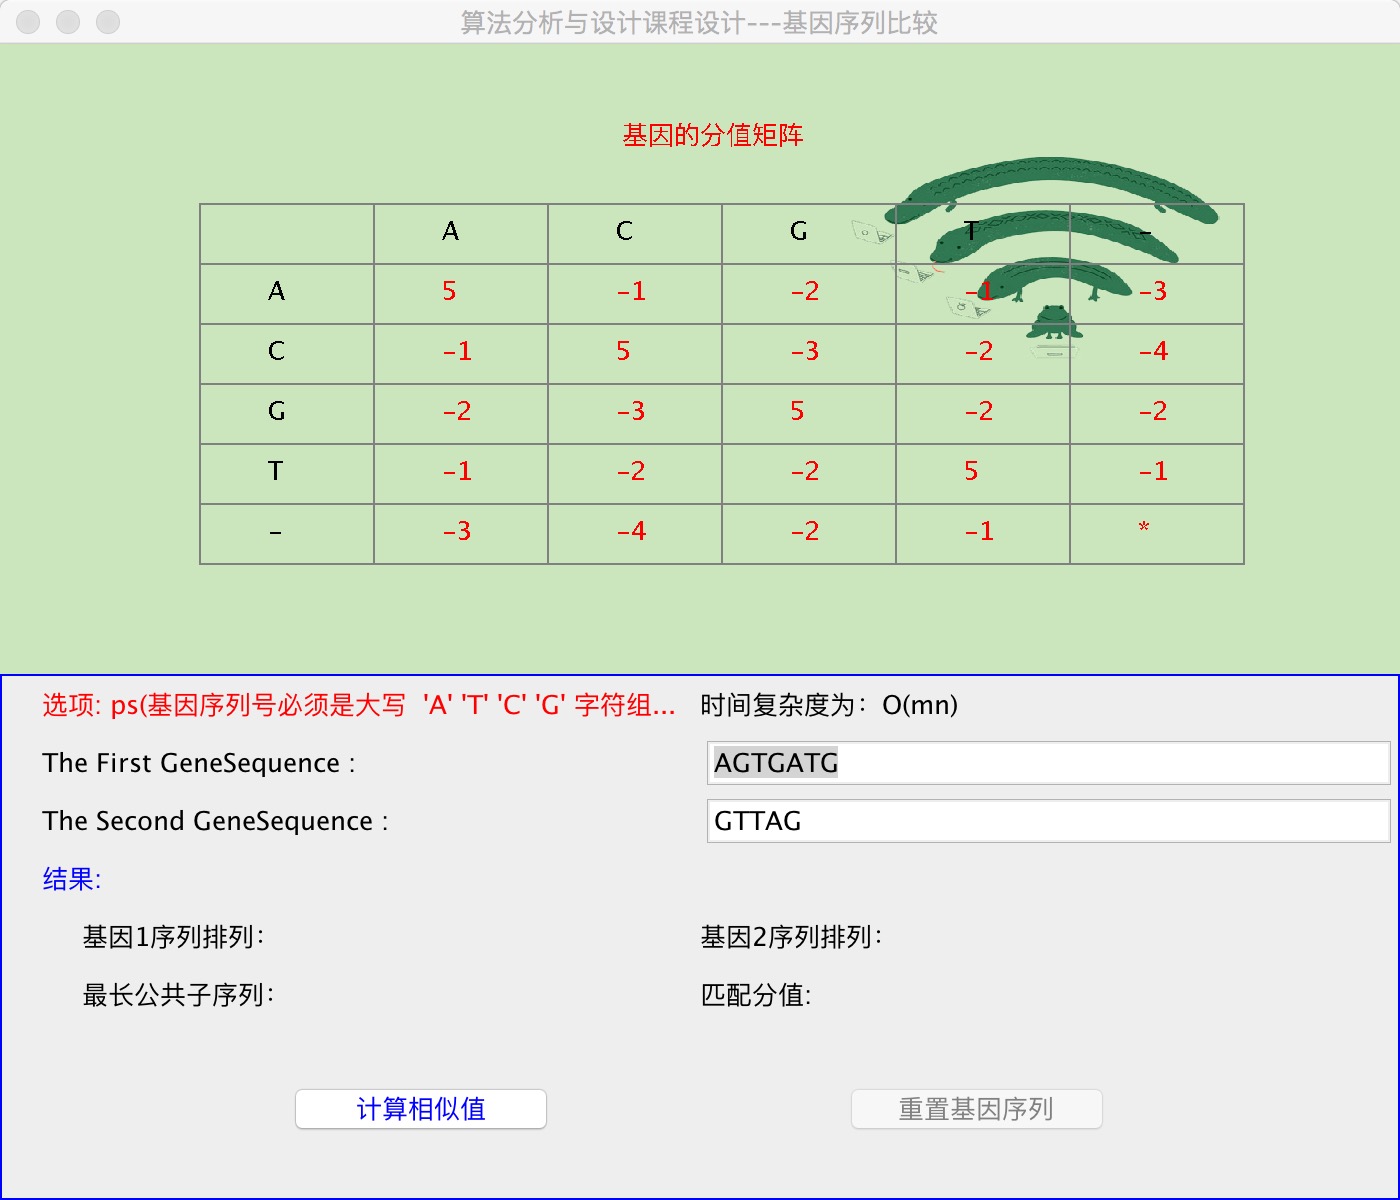 算法分析与设计课程设计---基因序列比较
基因的分值矩阵
A C G T -
A 5 -1 -2 -1 -3
C -1 5 -3 -2 -4
G -2 -3 5 -2 -2
T -1 -2 -2 5 -1
- -3 -4 -2 -1 *
选项: ps(基因序列号必须是大写 'A' 'T' 'C' 'G' 字符组... 时间复杂度为：O(mn)
The First GeneSequence : AGTGATG
The Second GeneSequence : GTTAG
结果:
基因1序列排列： 基因2序列排列：
最长公共子序列： 匹配分值:
计算相似值 重置基因序列